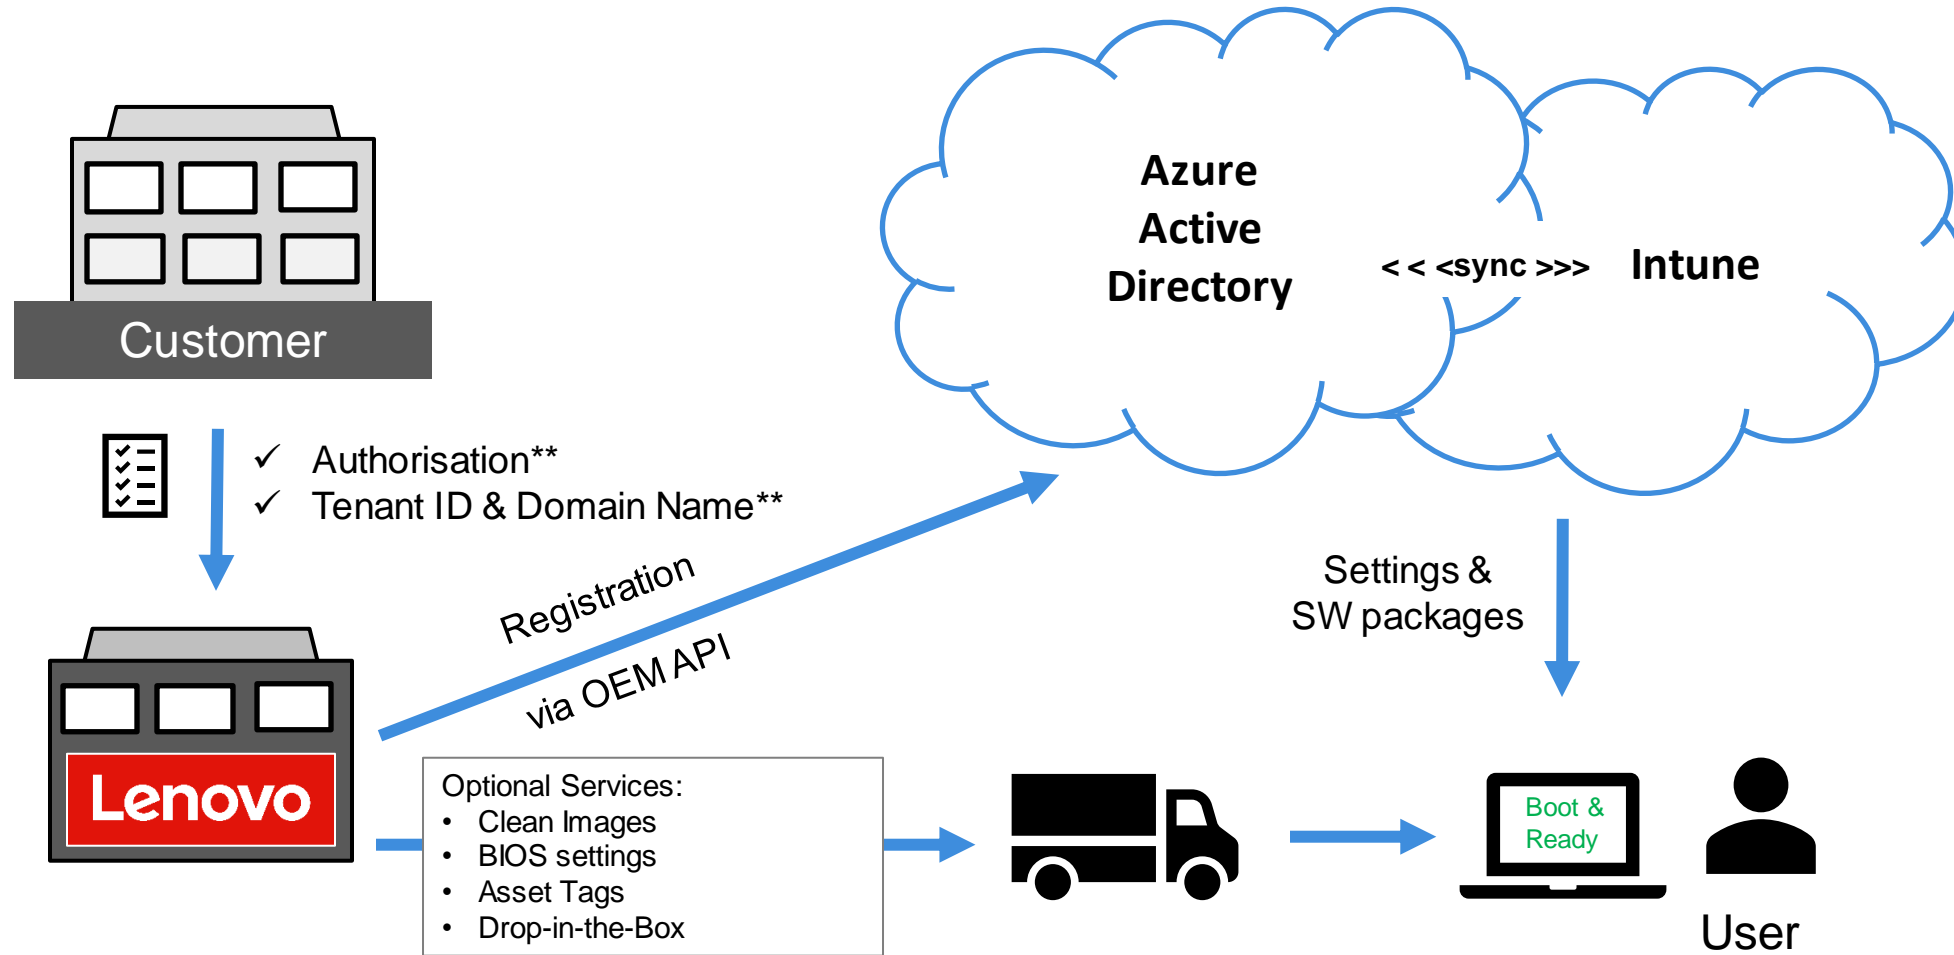 Azure
Active
Directory
< < <sync >>>
Intune
Customer
✓ Authorisation**
✓ Tenant ID & Domain Name**
Registration
via OEM API
Settings &
SW packages
Lenovo
Optional Services:
• Clean Images
• BIOS settings
• Asset Tags
• Drop-in-the-Box
Boot &
Ready
User